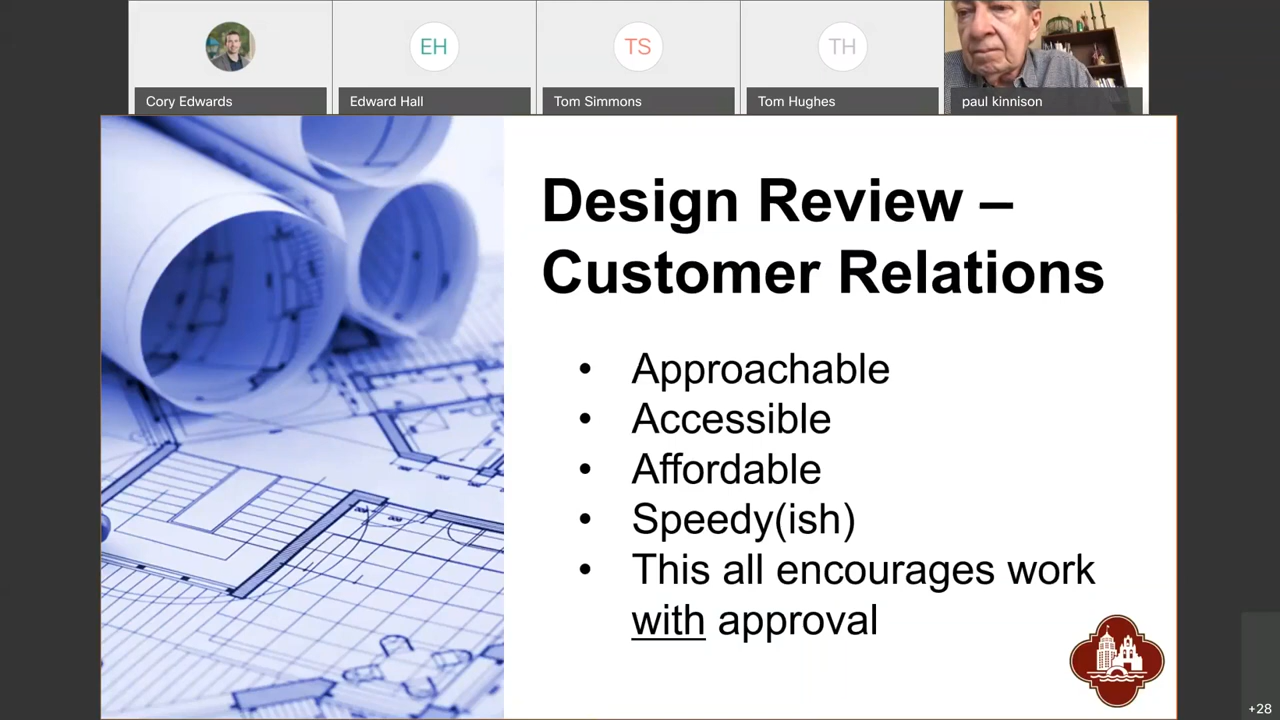 EH
TS
TH
Cory Edwards
Edward Hall
Tom Simmons
Tom Hughes
paul kinnison
Design Review –
Customer Relations
• Approachable
• Accessible
• Affordable
• Speedy(ish)
• This all encourages work
with approval
+28